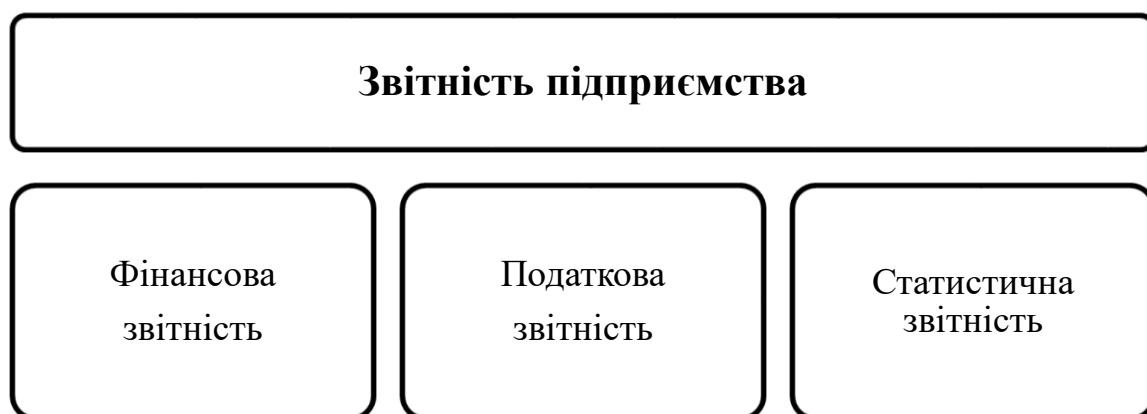 Звітність підприємства
Фінансова
звітність
Податкова
звітність
Статистична
звітність